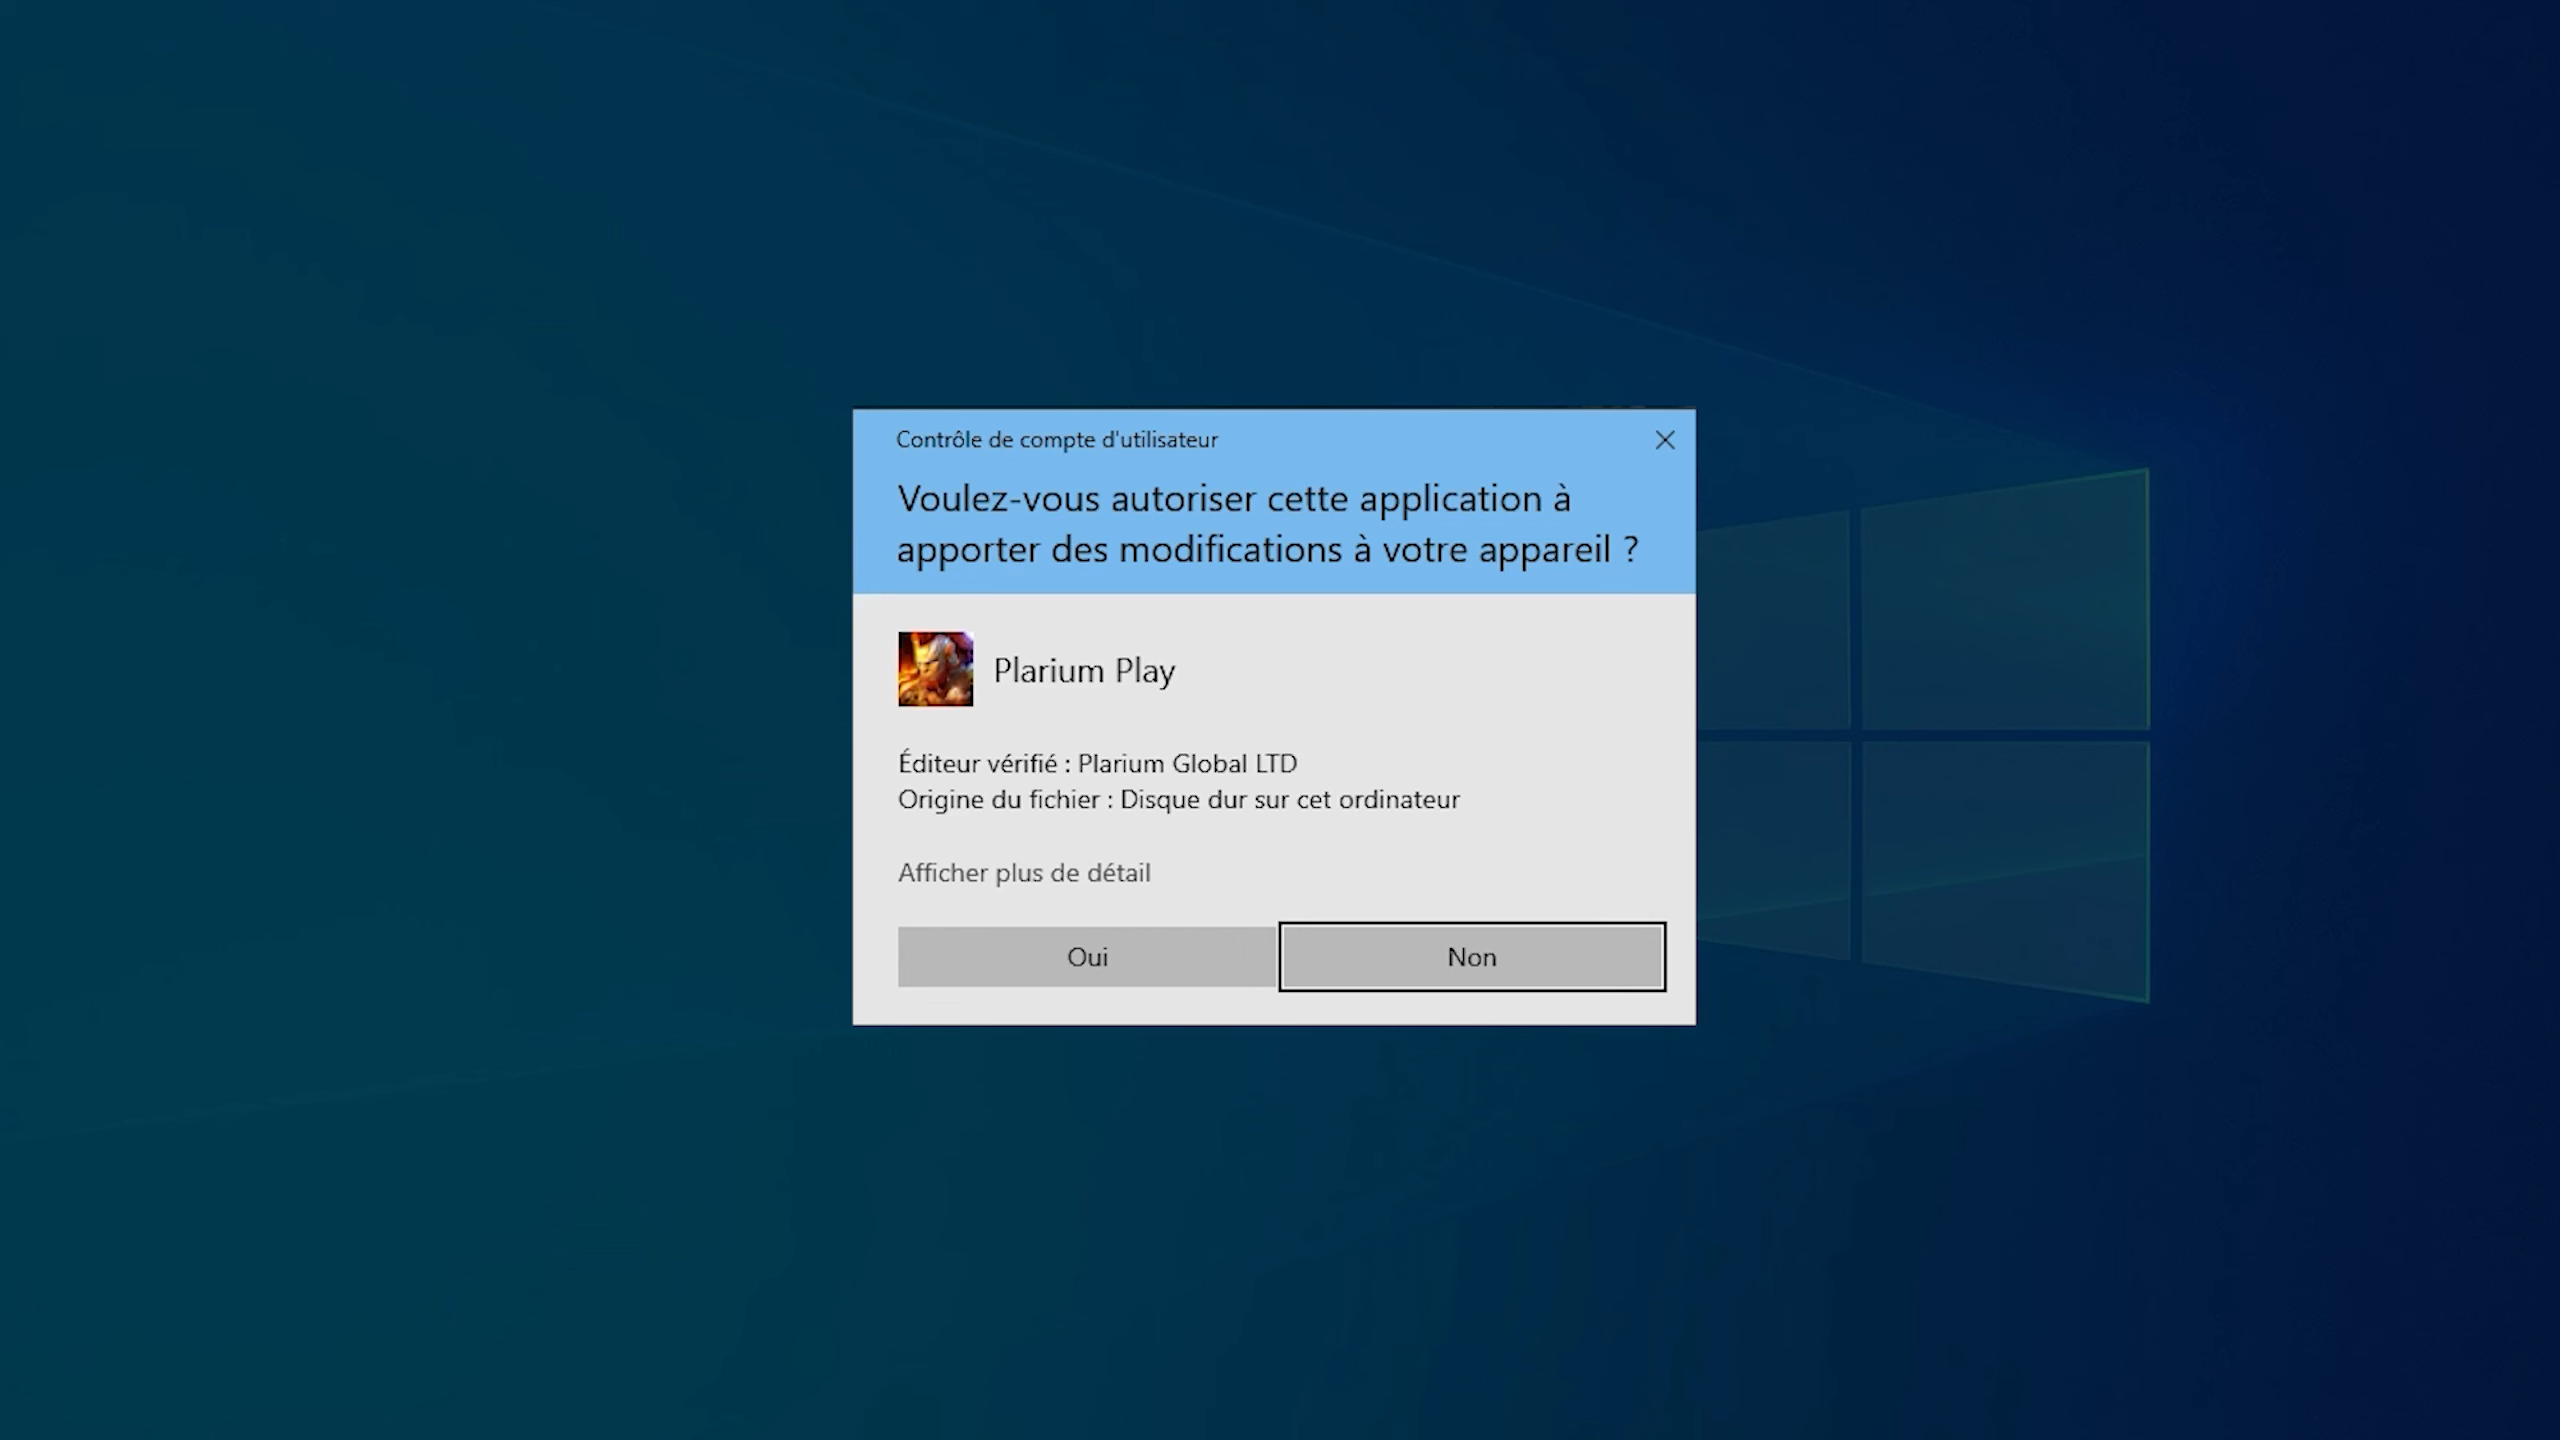 Contrôle de compte d'utilisateur
Voulez-vous autoriser cette application à
apporter des modifications à votre appareil ?
Plarium Play
Éditeur vérifié : Plarium Global LTD
Origine du fichier : Disque dur sur cet ordinateur
Afficher plus de détail
Oui
Non